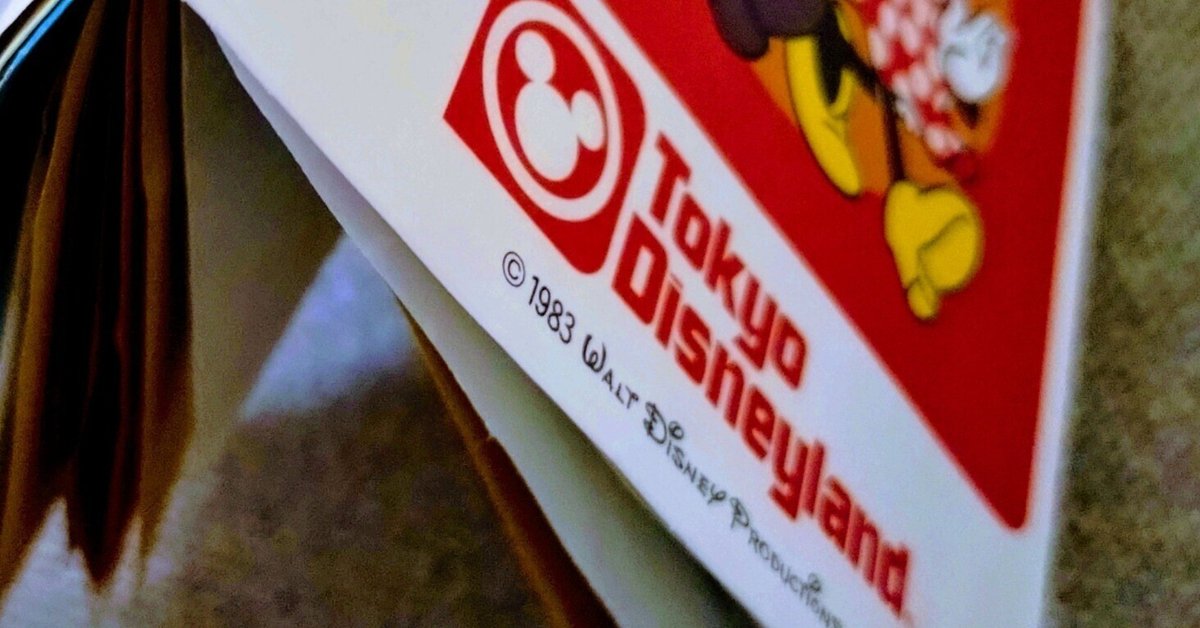 Tokyo
Disneyland
© 1983 WALT DISNEY PRODUCTIONS